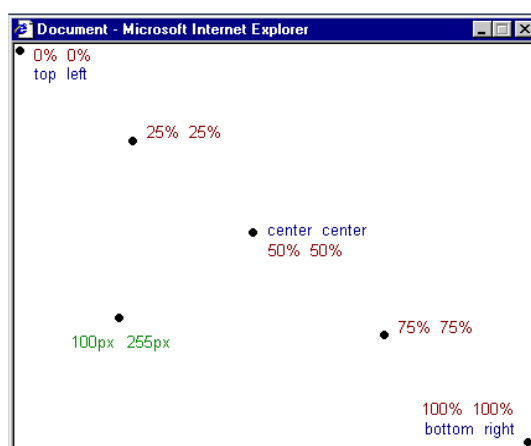 Document - Microsoft Internet Explorer
0% 0%
top left
25% 25%
center center
50% 50%
100px 255px
75% 75%
100% 100%
bottom right